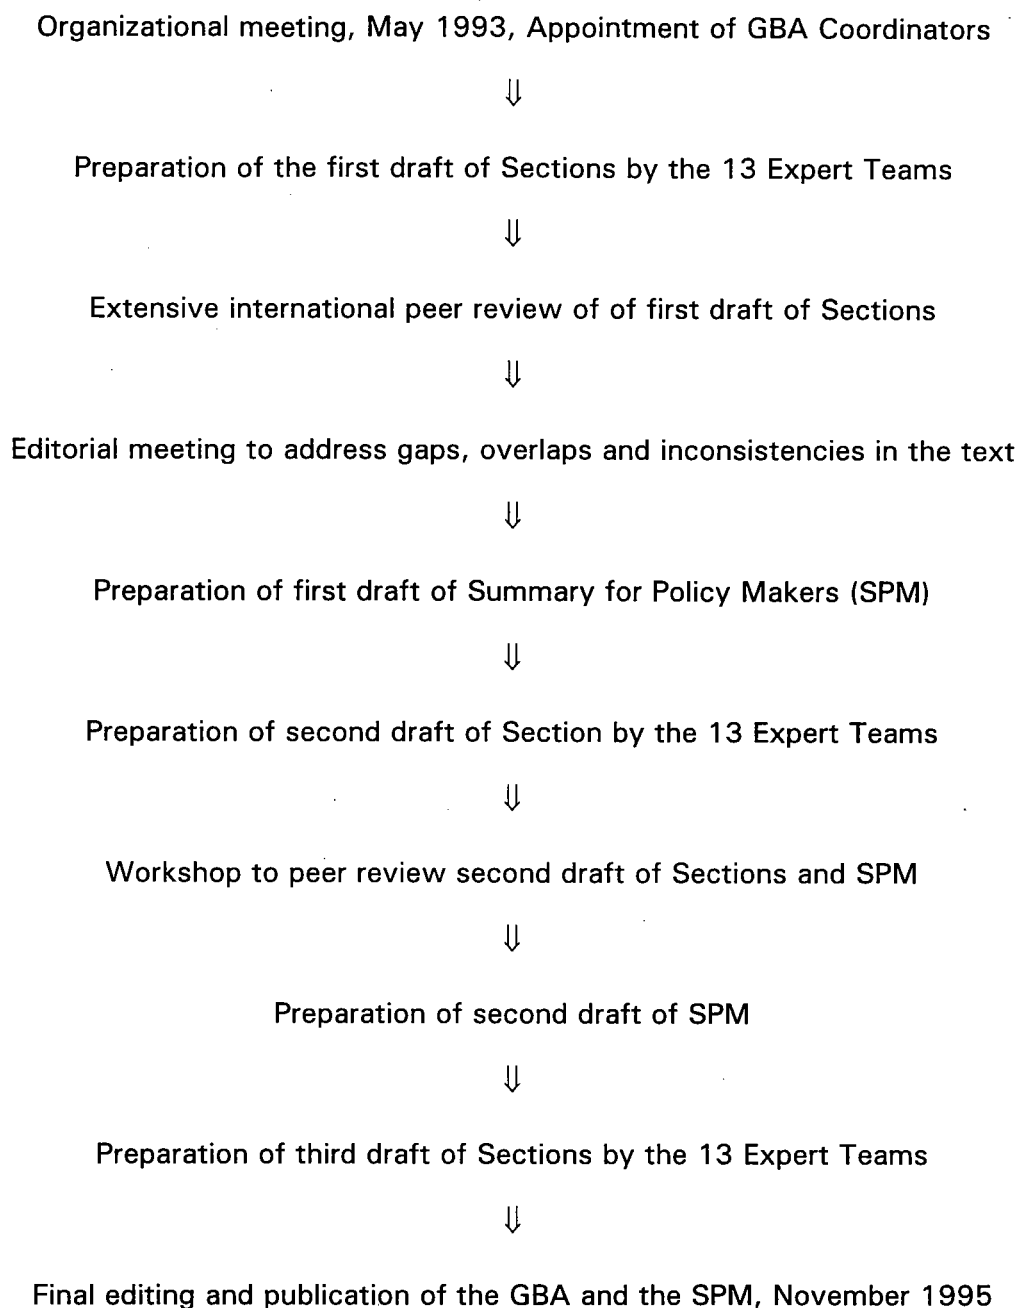 Organizational meeting, May 1993, Appointment of GBA Coordinators
⇓
Preparation of the first draft of Sections by the 13 Expert Teams
⇓
Extensive international peer review of of first draft of Sections
⇓
Editorial meeting to address gaps, overlaps and inconsistencies in the text
⇓
Preparation of first draft of Summary for Policy Makers (SPM)
⇓
Preparation of second draft of Section by the 13 Expert Teams
⇓
Workshop to peer review second draft of Sections and SPM
⇓
Preparation of second draft of SPM
⇓
Preparation of third draft of Sections by the 13 Expert Teams
⇓
Final editing and publication of the GBA and the SPM, November 1995